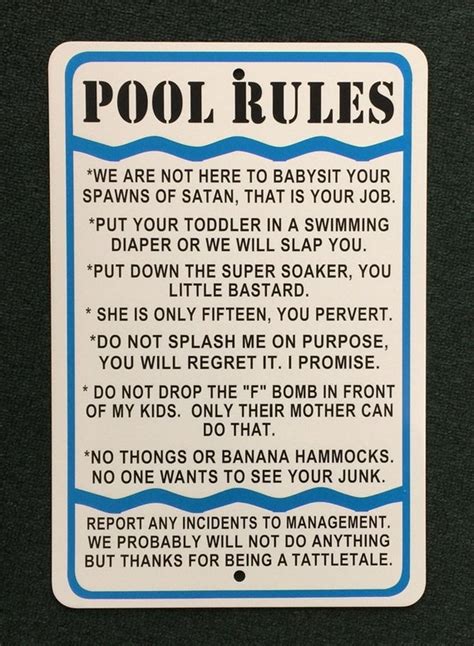 POOL RULES
*WE ARE NOT HERE TO BABYSIT YOUR
SPAWNS OF SATAN, THAT IS YOUR JOB.
*PUT YOUR TODDLER IN A SWIMMING
DIAPER OR WE WILL SLAP YOU.
*PUT DOWN THE SUPER SOAKER, YOU
LITTLE BASTARD.
* SHE IS ONLY FIFTEEN, YOU PERVERT.
*DO NOT SPLASH ME ON PURPOSE,
YOU WILL REGRET IT. I PROMISE.
* DO NOT DROP THE "F" BOMB IN FRONT
OF MY KIDS. ONLY THEIR MOTHER CAN
DO THAT.
*NO THONGS OR BANANA HAMMOCKS.
NO ONE WANTS TO SEE YOUR JUNK.
REPORT ANY INCIDENTS TO MANAGEMENT.
WE PROBABLY WILL NOT DO ANYTHING
BUT THANKS FOR BEING A TATTLETALE.